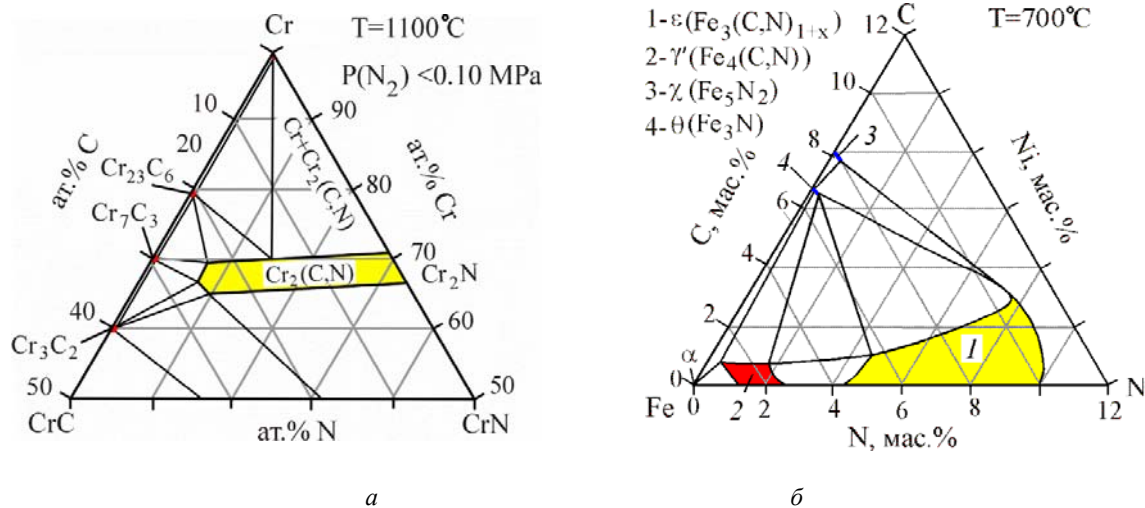 Cr
T=1100°C
P(N₂) <0.10 MPa
10
90
20
ат.% C
Cr+Cr₂(C,N)
ат.% Cr
80
Cr₂₃C₆
Cr₇C₃
70
Cr₂(C,N)
Cr₂N
40
60
Cr₃C₂
50
50
CrC
ат.% N
CrN
а
1-ε(Fe₃(C,N)₁₊ₓ)
2-γ'(Fe₄(C,N))
3-χ (Fe₅N₂)
4-θ(Fe₃N)
C
12
T=700°C
10
8
3
4
6
C, мас.%
Ni, мас.%
4
2
α
1
0
2
N
Fe
0
2
4
6
8
10
12
N, мас.%
б